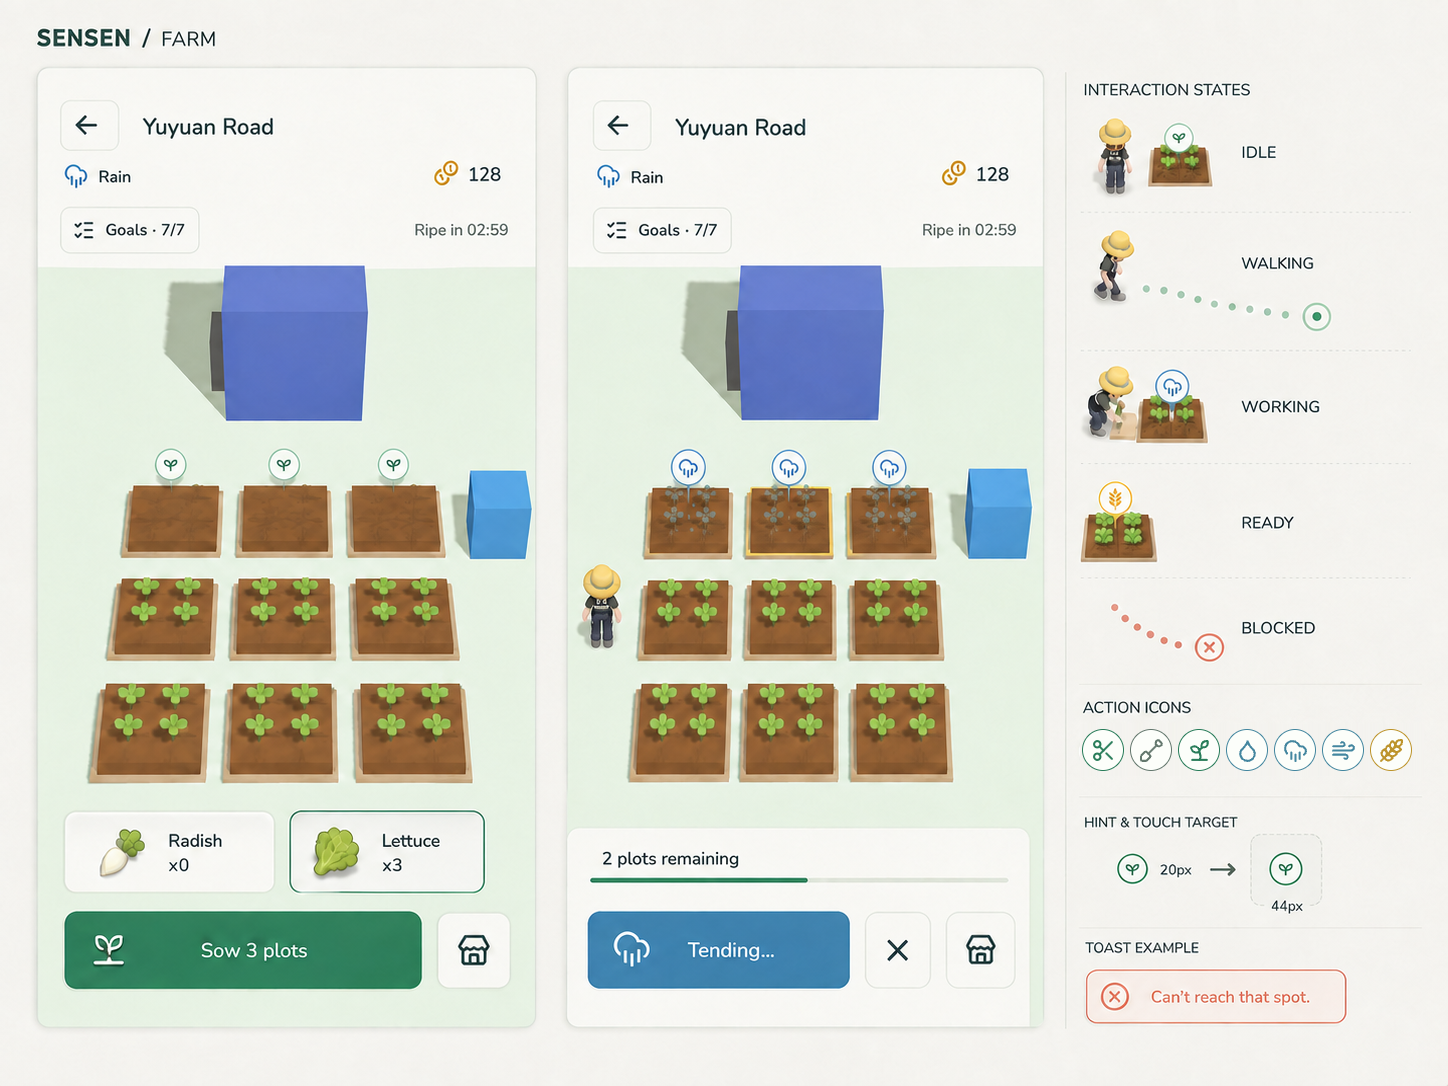 SENSEN / FARM
Yuyuan Road
Rain
128
Goals · 7/7
Ripe in 02:59
Radish
x0
Lettuce
x3
Sow 3 plots
Yuyuan Road
Rain
128
Goals · 7/7
Ripe in 02:59
2 plots remaining
Tending...
INTERACTION STATES
IDLE
WALKING
WORKING
READY
BLOCKED
ACTION ICONS
HINT & TOUCH TARGET
20px
44px
TOAST EXAMPLE
Can't reach that spot.